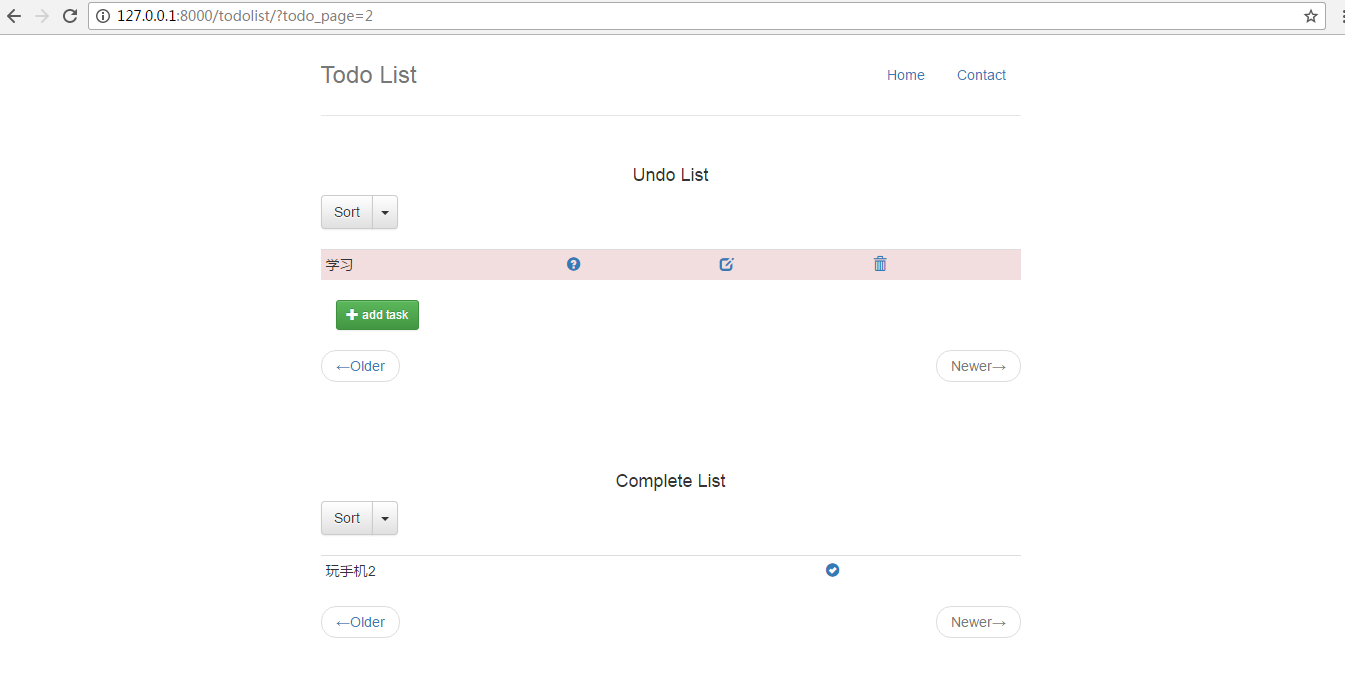 127.0.0.1:8000/todolist/?todo_page=2
Todo List
Home
Contact
Undo List
Sort
学习
add task
←Older
Newer→
Complete List
Sort
玩手机2
←Older
Newer→